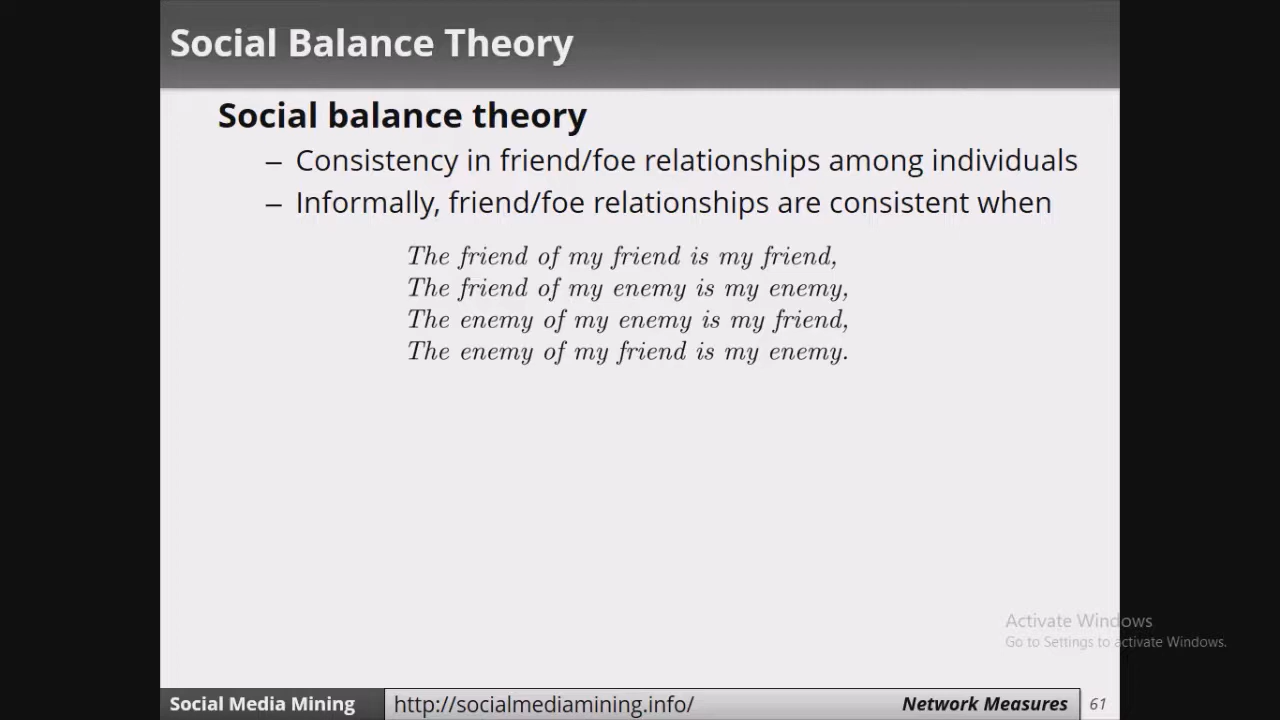 Social Balance Theory
Social balance theory
– Consistency in friend/foe relationships among individuals
– Informally, friend/foe relationships are consistent when
The friend of my friend is my friend,
The friend of my enemy is my enemy,
The enemy of my enemy is my friend,
The enemy of my friend is my enemy.
Activate Windows
Go to Settings to activate Windows.
Social Media Mining http://socialmediamining.info/ Network Measures 61